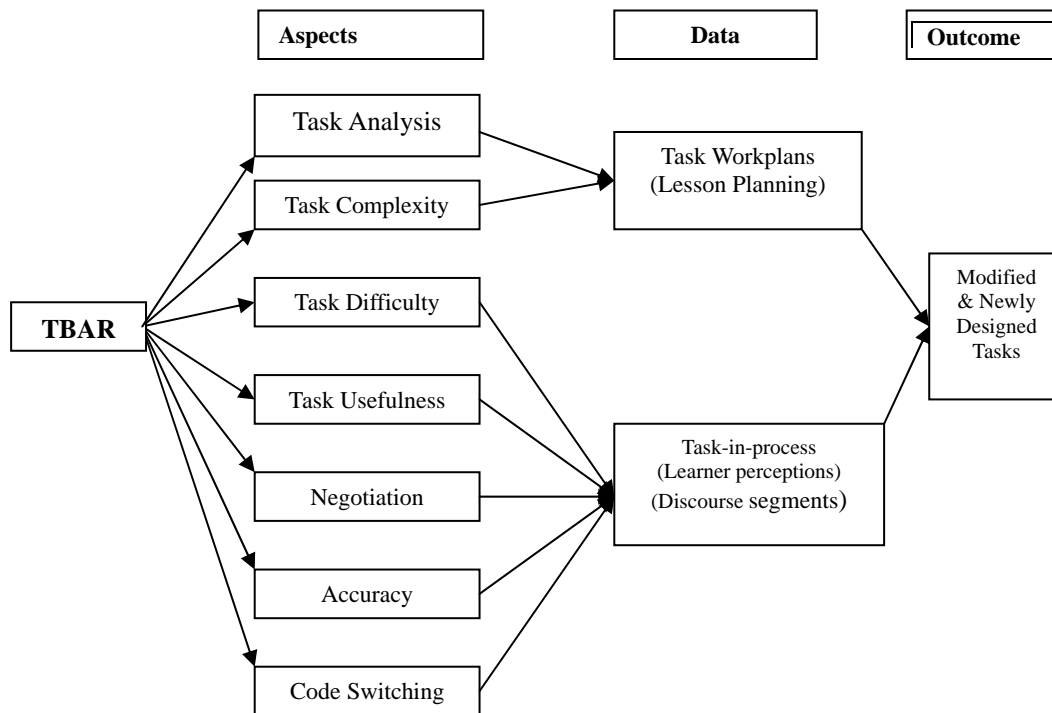 Aspects
Data
Outcome
Task Analysis
Task Complexity
Task Difficulty
Task Usefulness
Negotiation
Accuracy
Code Switching
TBAR
Task Workplans
(Lesson Planning)
Task-in-process
(Learner perceptions)
(Discourse segments)
Modified
& Newly
Designed
Tasks